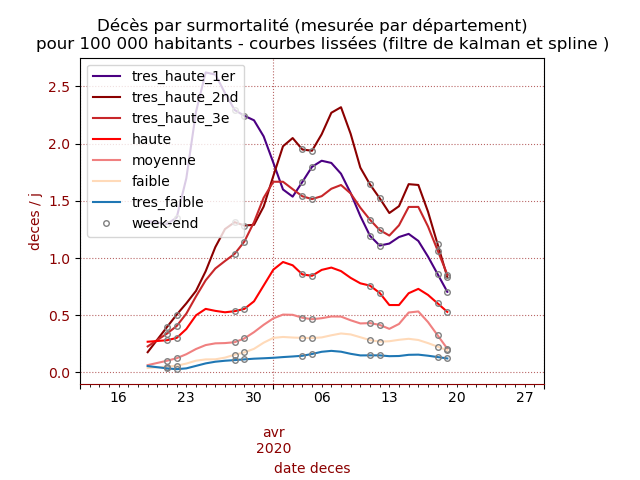 Décès par surmortalité (mesurée par département)
pour 100 000 habitants - courbes lissées (filtre de kalman et spline )
deces / j
2.5
2.0
1.5
1.0
0.5
0.0
tres_haute_1er
tres_haute_2nd
tres_haute_3e
haute
moyenne
faible
tres_faible
week-end
16 23 30 06 13 20 27
avr
2020
date deces